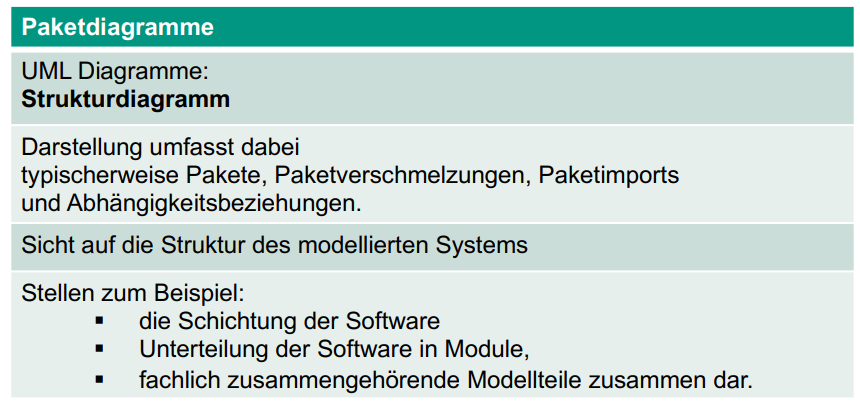 Paketdiagramme
UML Diagramme:
Strukturdiagramm
Darstellung umfasst dabei
typischerweise Pakete, Paketverschmelzungen, Paketimports
und Abhängigkeitsbeziehungen.
Sicht auf die Struktur des modellierten Systems
Stellen zum Beispiel:
▪ die Schichtung der Software
▪ Unterteilung der Software in Module,
▪ fachlich zusammengehörende Modellteile zusammen dar.